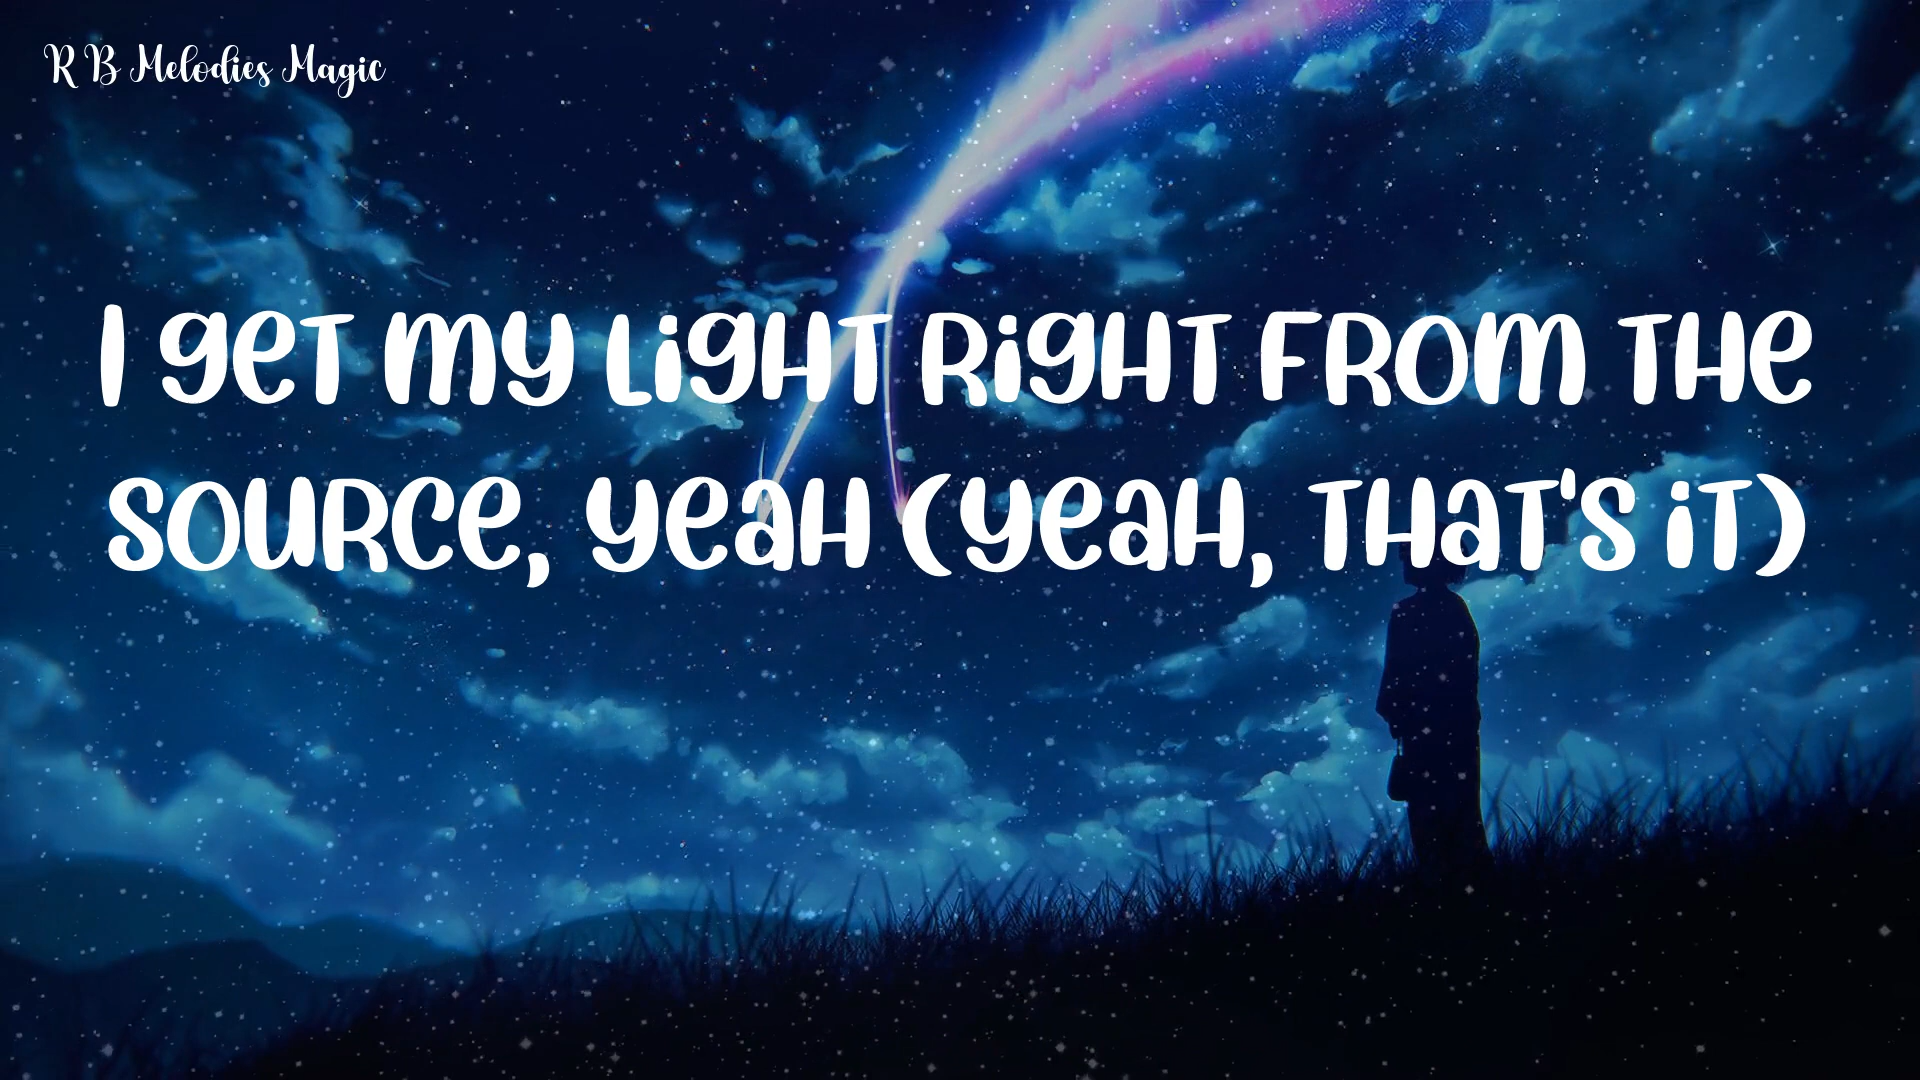 R B Melodies Magic
I get my light right from the
source, yeah (yeah, that's it)